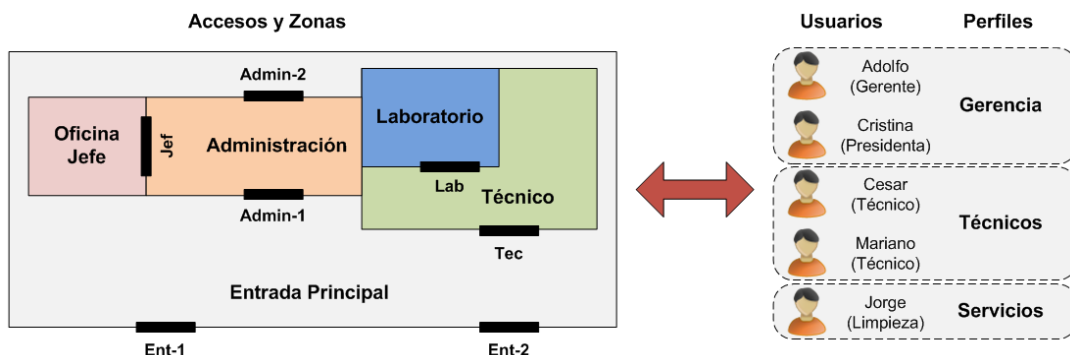 Accesos y Zonas
Admin-2
Oficina
Jefe
Jef
Administración
Laboratorio
Lab
Técnico
Admin-1
Tec
Entrada Principal
Ent-1
Ent-2
Usuarios
Perfiles
Adolfo
(Gerente)
Gerencia
Cristina
(Presidenta)
Cesar
(Técnico)
Técnicos
Mariano
(Técnico)
Jorge
(Limpieza)
Servicios